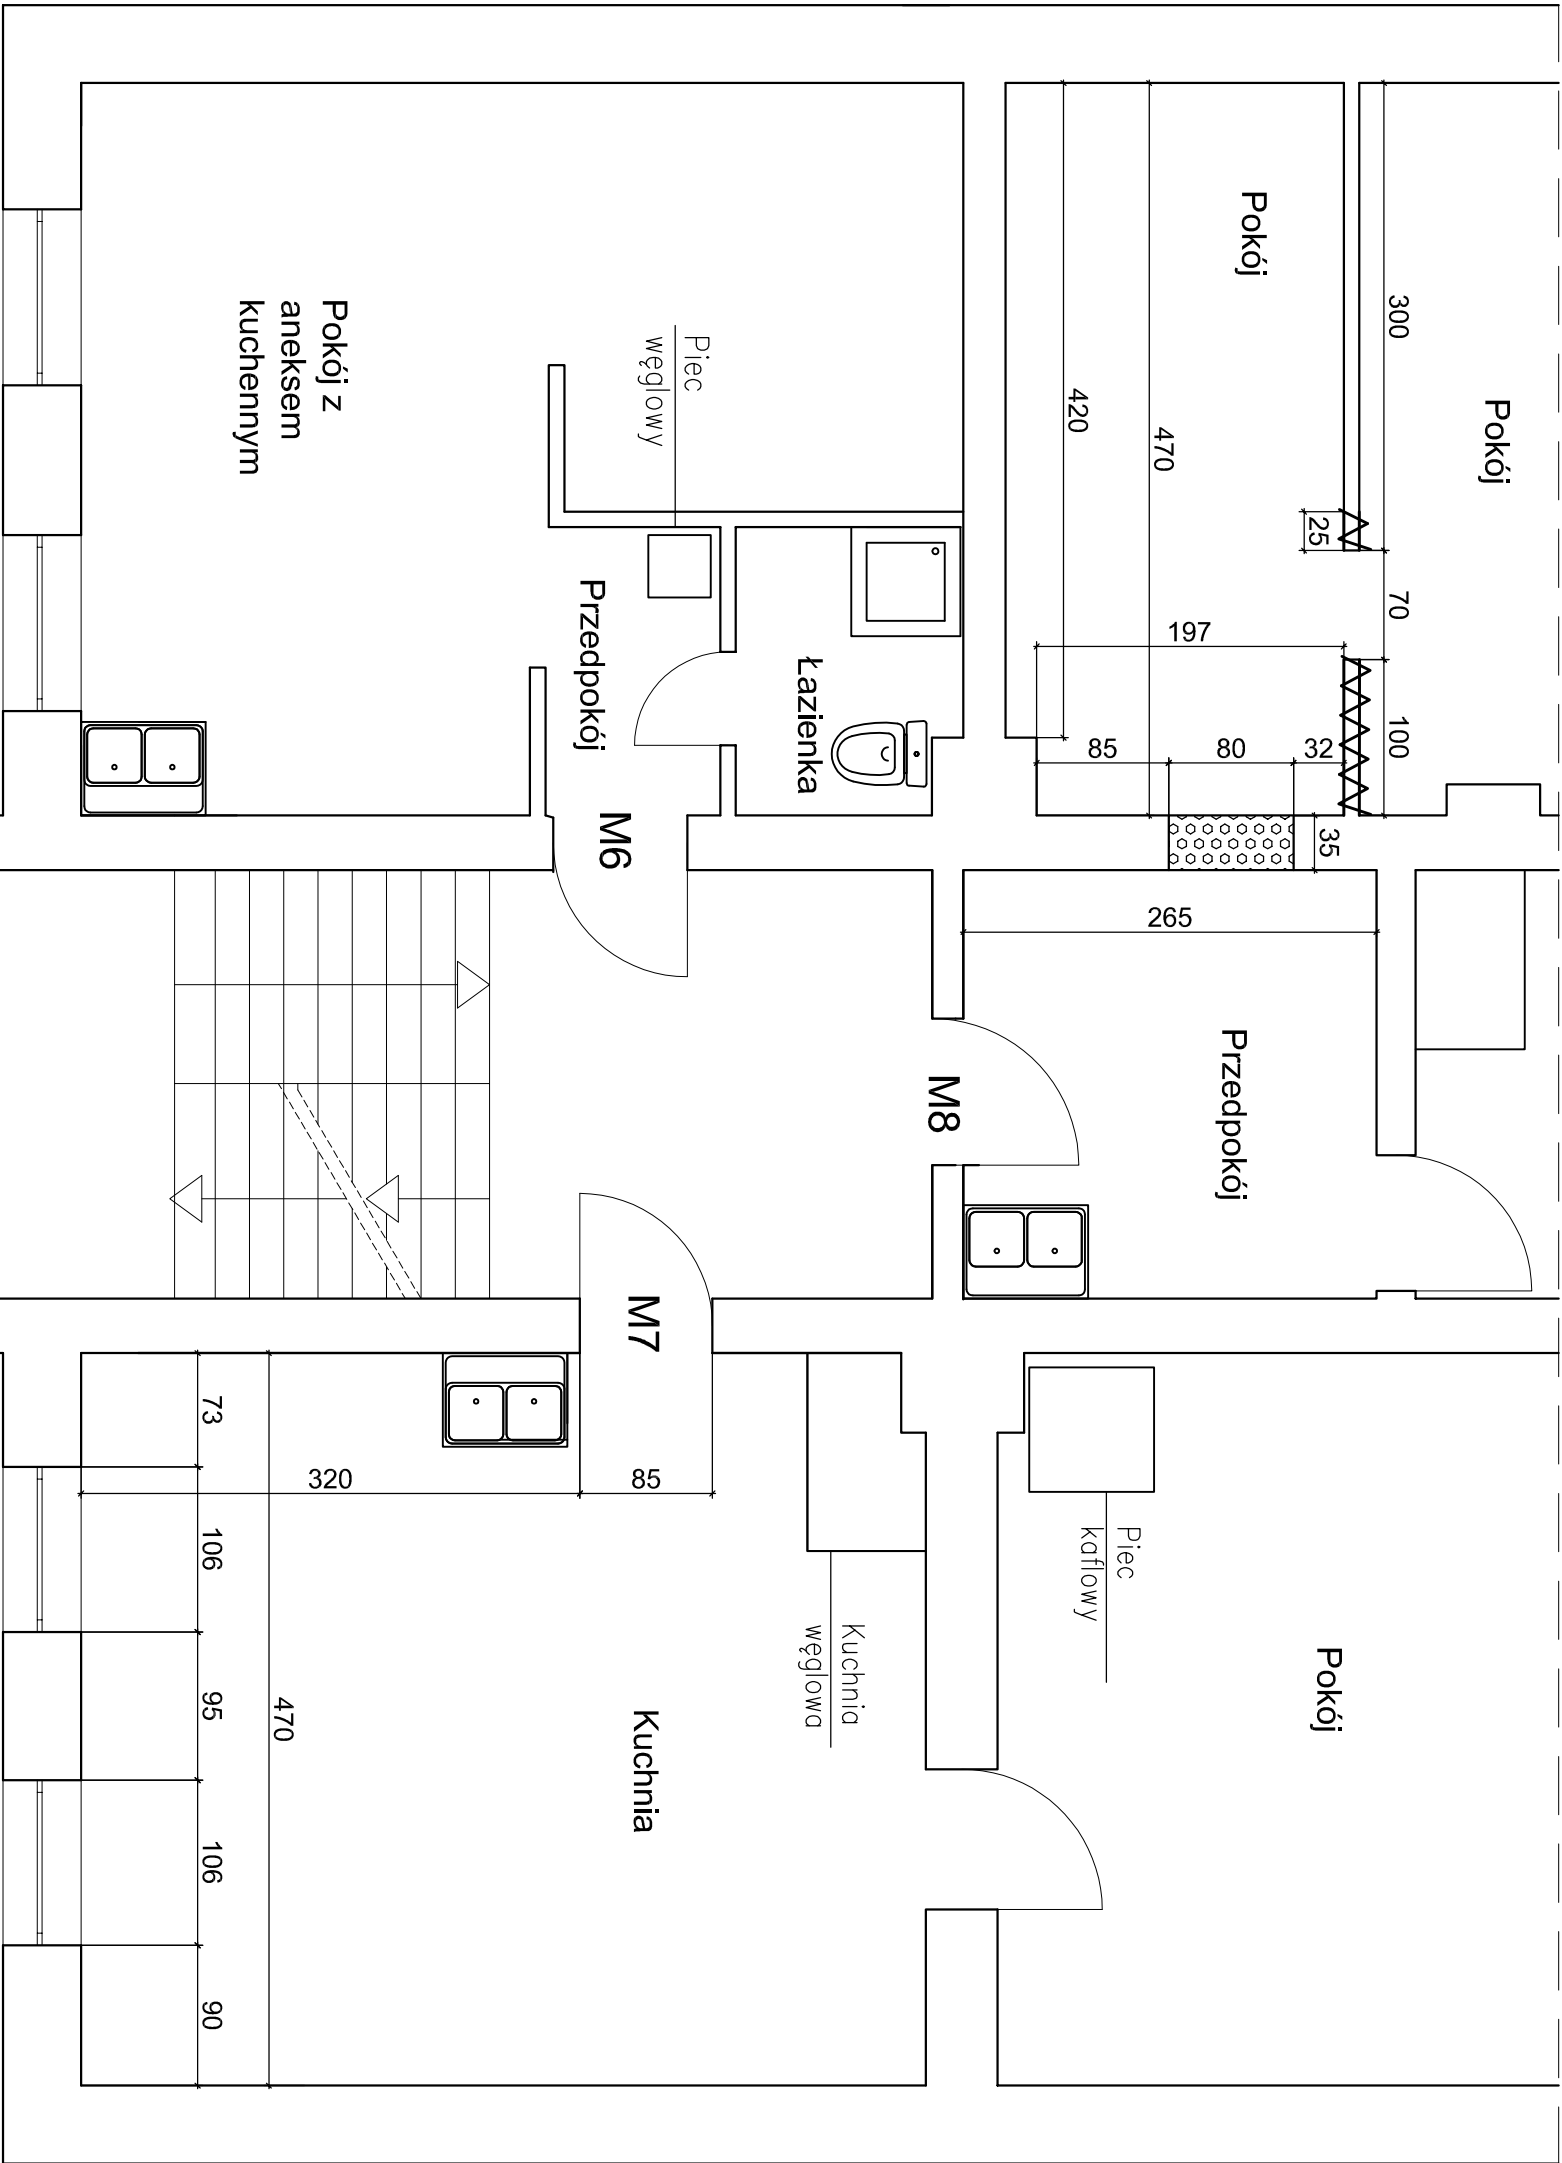 Pokój
Pokój
300
70
100
25
420
470
197
85
80
32
35
265
Przedpokój
M8
Piec
węglowy
Pokój z
aneksem
kuchennym
Przedpokój
Łazienka
M6
M7
Piec
kaflowy
Pokój
Kuchnia
węglowa
Kuchnia
320
85
73
106
95
106
90
470